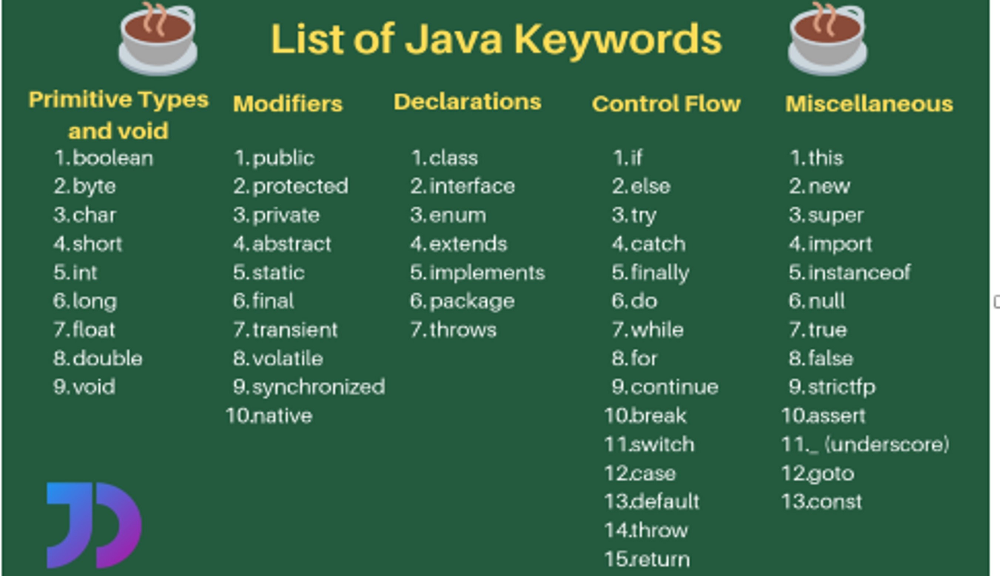 List of Java Keywords
Primitive Types
and void
1.boolean
2.byte
3.char
4.short
5.int
6.long
7.float
8.double
9.void
Modifiers
1.public
2.protected
3.private
4.abstract
5.static
6.final
7.transient
8.volatile
9.synchronized
10.native
Declarations
1.class
2.interface
3.enum
4.extends
5.implements
6.package
7.throws
Control Flow
1.if
2.else
3.try
4.catch
5.finally
6.do
7.while
8.for
9.continue
10.break
11.switch
12.case
13.default
14.throw
15.return
Miscellaneous
1.this
2.new
3.super
4.import
5.instanceof
6.null
7.true
8.false
9.strictfp
10.assert
11._ (underscore)
12.goto
13.const
JD